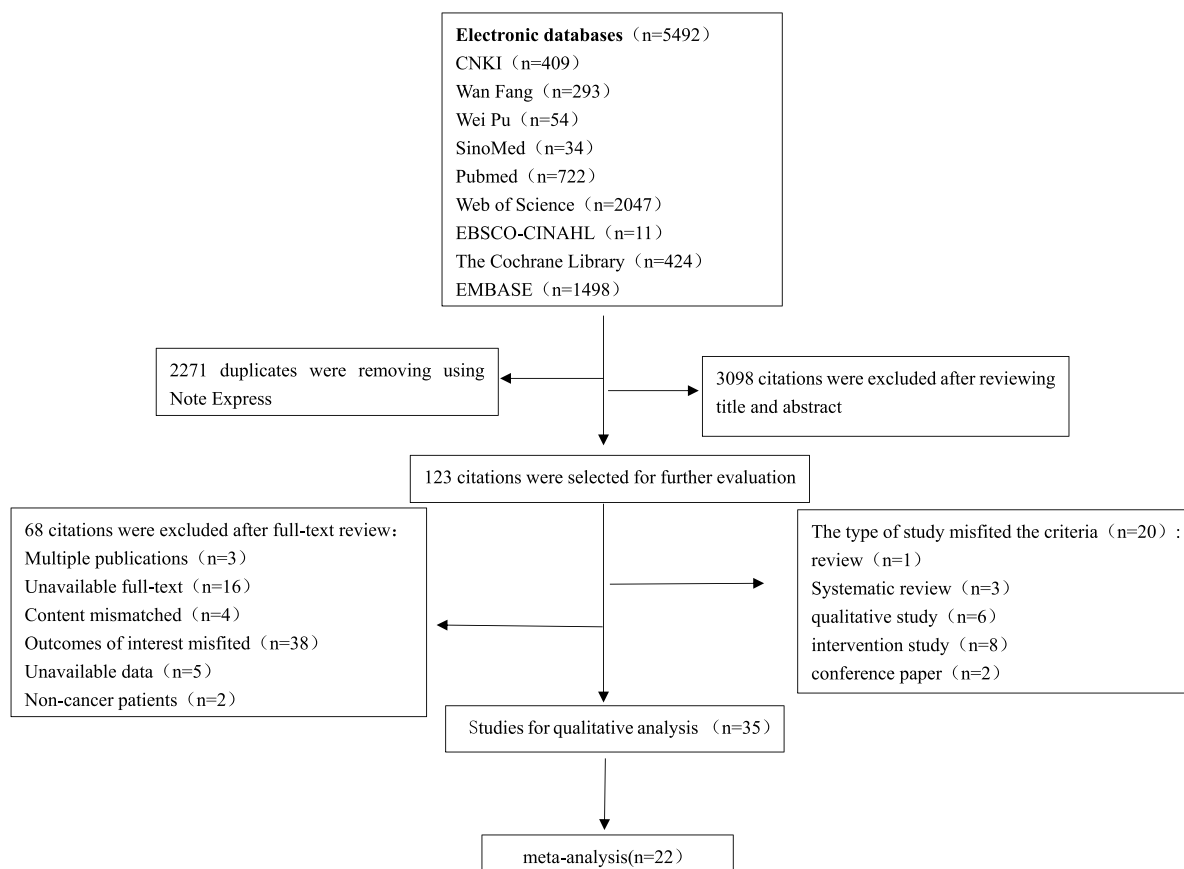 Electronic databases（n=5492）
CNKI（n=409）
Wan Fang（n=293）
Wei Pu（n=54）
SinoMed（n=34）
Pubmed（n=722）
Web of Science（n=2047）
EBSCO-CINAHL（n=11）
The Cochrane Library（n=424）
EMBASE（n=1498）
2271 duplicates were removing using
Note Express
3098 citations were excluded after reviewing
title and abstract
123 citations were selected for further evaluation
68 citations were excluded after full-text review：
Multiple publications（n=3）
Unavailable full-text（n=16）
Content mismatched（n=4）
Outcomes of interest misfited（n=38）
Unavailable data（n=5）
Non-cancer patients（n=2）
The type of study misfited the criteria（n=20）:
review（n=1）
Systematic review（n=3）
qualitative study（n=6）
intervention study（n=8）
conference paper（n=2）
Studies for qualitative analysis （n=35）
meta-analysis(n=22）